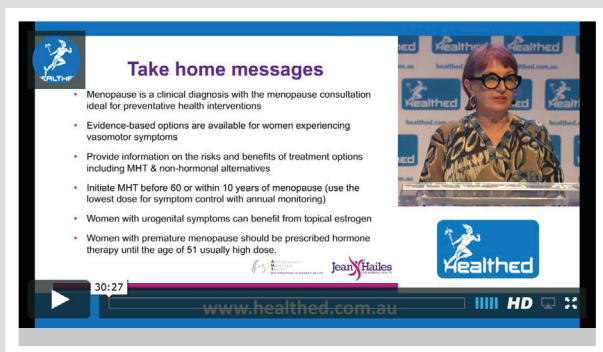 Take home messages
• Menopause is a clinical diagnosis with the menopause consultation
ideal for preventative health interventions
• Evidence-based options are available for women experiencing
vasomotor symptoms
• Provide information on the risks and benefits of treatment options
including MHT & non-hormonal alternatives
• Initiate MHT before 60 or within 10 years of menopause (use the
lowest dose for symptom control with annual monitoring)
• Women with urogenital symptoms can benefit from topical estrogen
• Women with premature menopause should be prescribed hormone
therapy until the age of 51 usually high dose.
Jean Hailes
Healthed
Healthed
Healthed
30:27
www.healthed.com.au
HD